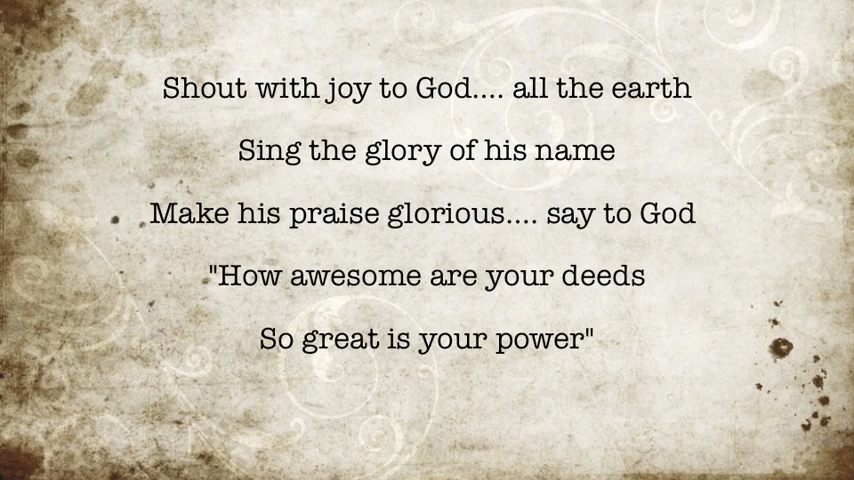 Shout with joy to God.... all the earth
Sing the glory of his name
Make his praise glorious.... say to God
"How awesome are your deeds
So great is your power"